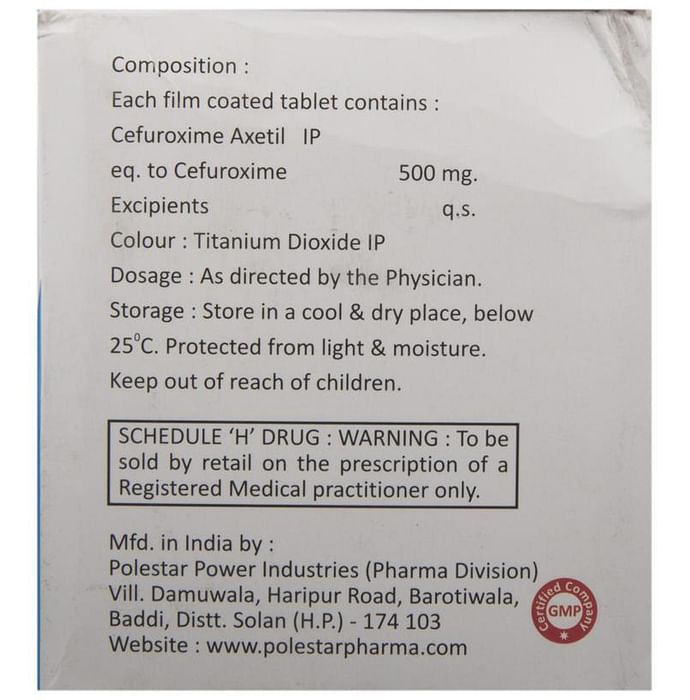 Composition :
Each film coated tablet contains :
Cefuroxime Axetil IP
eq. to Cefuroxime 500 mg.
Excipients q.s.
Colour : Titanium Dioxide IP
Dosage : As directed by the Physician.
Storage : Store in a cool & dry place, below
25⁰C. Protected from light & moisture.
Keep out of reach of children.
SCHEDULE ‘H’ DRUG : WARNING : To be
sold by retail on the prescription of a
Registered Medical practitioner only.
Mfd. in India by :
Polestar Power Industries (Pharma Division)
Vill. Damuwala, Haripur Road, Barotiwala,
Baddi, Distt. Solan (H.P.) - 174 103
Website : www.polestarpharma.com
Certified Company
GMP